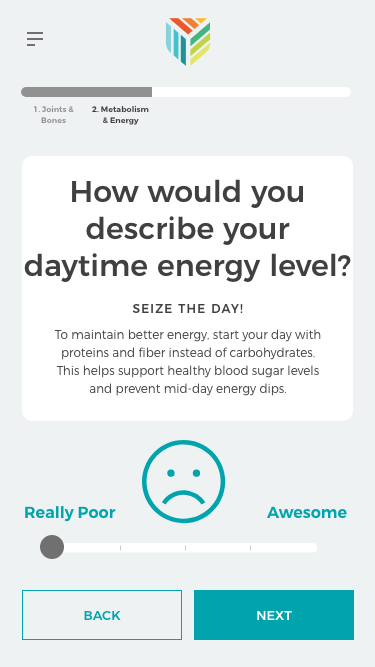 1. Joints &
Bones
2. Metabolism
& Energy
How would you
describe your
daytime energy level?
SEIZE THE DAY!
To maintain better energy, start your day with
proteins and fiber instead of carbohydrates.
This helps support healthy blood sugar levels
and prevent mid-day energy dips.
Really Poor
Awesome
BACK
NEXT